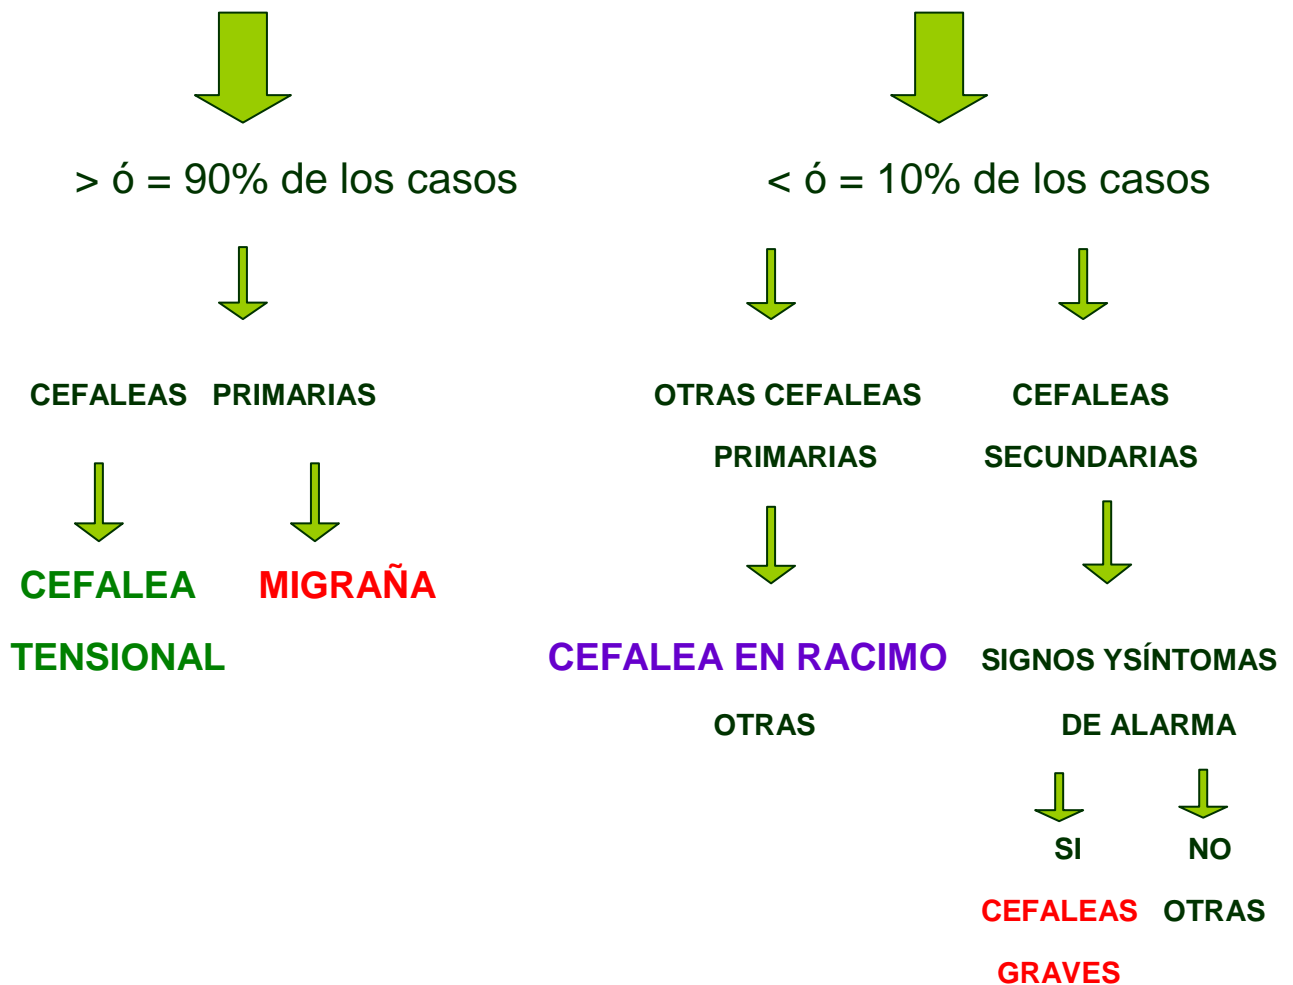 > ó = 90% de los casos
< ó = 10% de los casos
CEFALEAS PRIMARIAS
OTRAS CEFALEAS
PRIMARIAS
CEFALEAS
SECUNDARIAS
CEFALEA
TENSIONAL
MIGRAÑA
CEFALEA EN RACIMO
OTRAS
SIGNOS YSÍNTOMAS
DE ALARMA
SI
NO
CEFALEAS
GRAVES
OTRAS